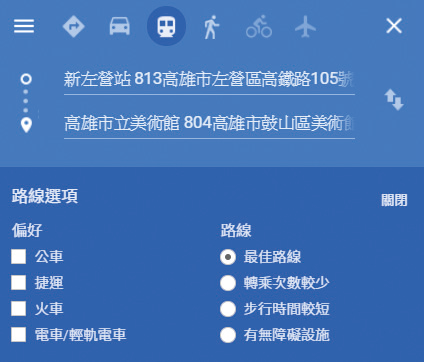 新左營站 813高雄市左營區高鐵路105號
高雄市立美術館 804高雄市鼓山區美術館
路線選項
關閉
偏好
路線
公車
最佳路線
捷運
轉乘次數較少
火車
步行時間較短
電車/輕軌電車
有無障礙設施